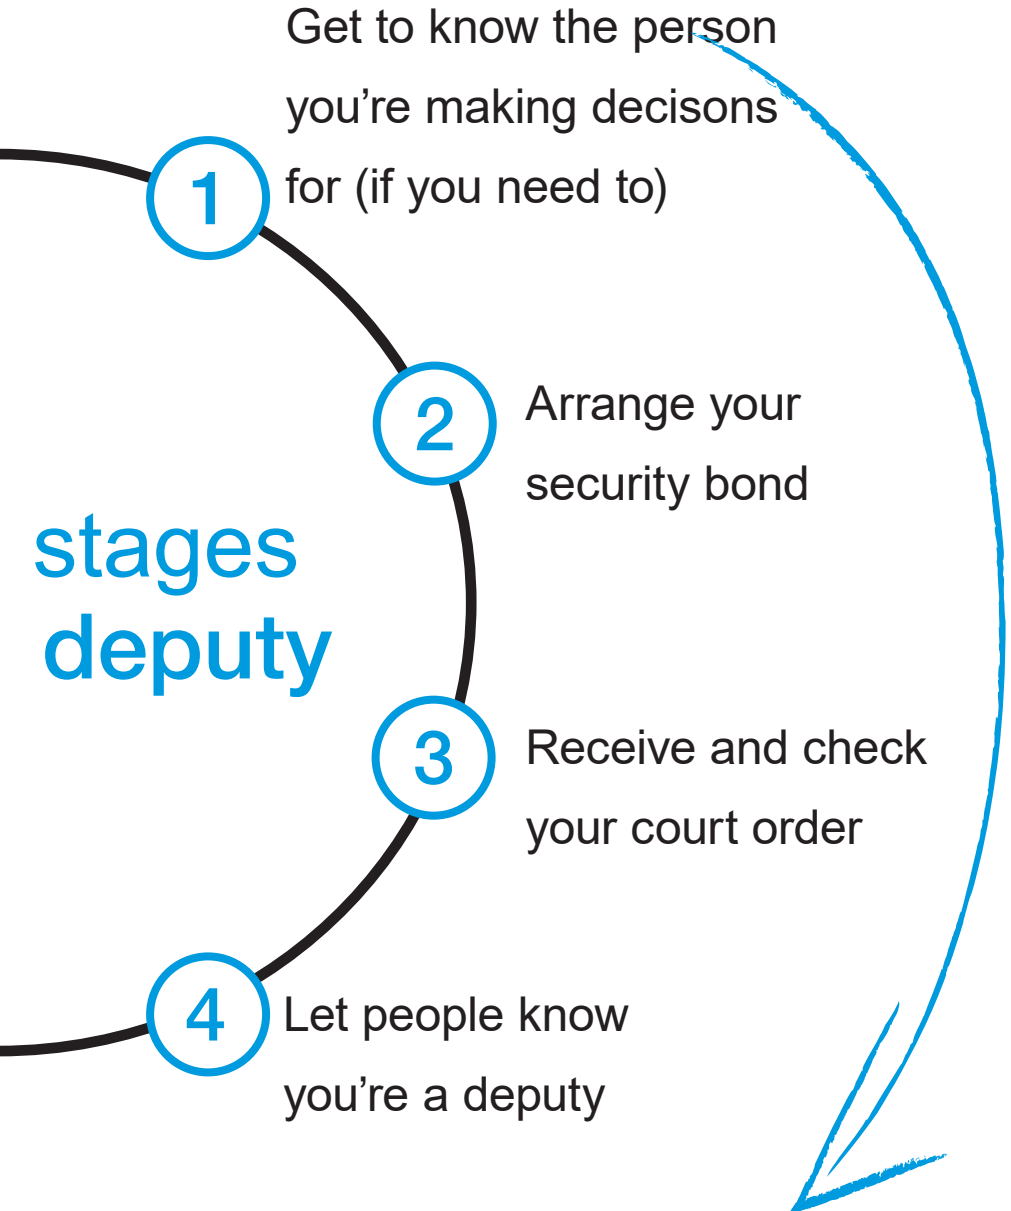 Get to know the person
you’re making decisons
for (if you need to)
1
2
Arrange your
security bond
stages
deputy
3
Receive and check
your court order
4
Let people know
you’re a deputy